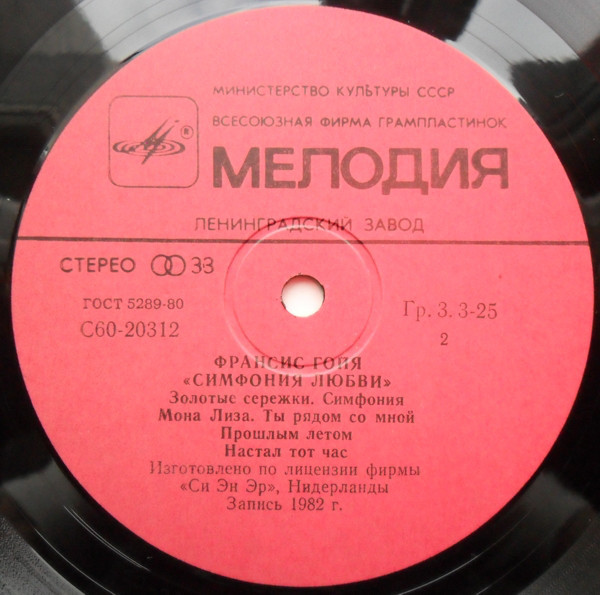 МИНИСТЕРСТВО КУЛЬТУРЫ СССР
ВСЕСОЮЗНАЯ ФИРМА ГРАМПЛАСТИНОК
®
МЕЛОДИЯ
ЛЕНИНГРАДСКИЙ ЗАВОД
СТЕРЕО 33
ГОСТ 5289-80
С60-20312
Гр. 3. 3-25
2
ФРАНСИС ГОЙЯ
«СИМФОНИЯ ЛЮБВИ»
Золотые сережки. Симфония
Мона Лиза. Ты рядом со мной
Прошлым летом
Настал тот час
Изготовлено по лицензии фирмы
«Си Эн Эр», Нидерланды
Запись 1982 г.